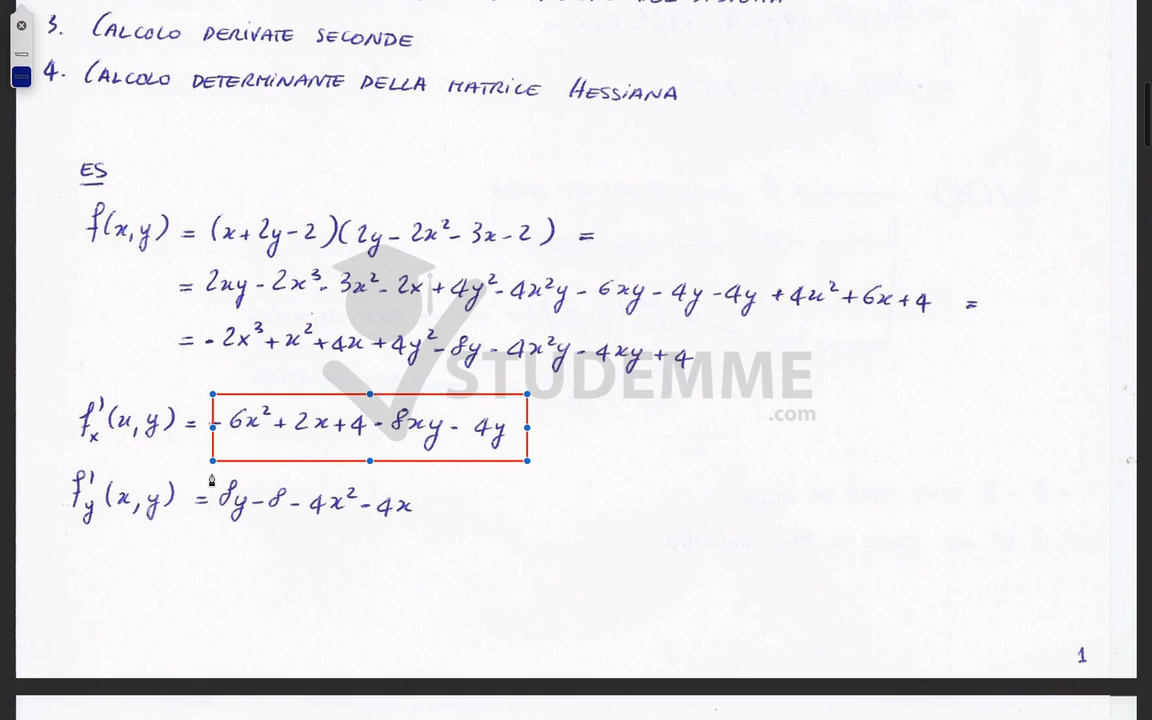 3. CALCOLO DERIVATE SECONDE
4. CALCOLO DETERMINANTE DELLA MATRICE HESSIANA
ES
f(x,y) = (x+2y-2)(2y-2x²-3x-2) =
= 2xy-2x³-3x²-2x+4y²-4x²y-6xy-4y-4y+4x²+6x+4 =
= -2x³+x²+4x+4y²-8y-4x²y-4xy+4
STUDEMME
.com
f'x(x,y) = -6x²+2x+4-8xy-4y
f'y(x,y) = 8y-8-4x²-4x
1